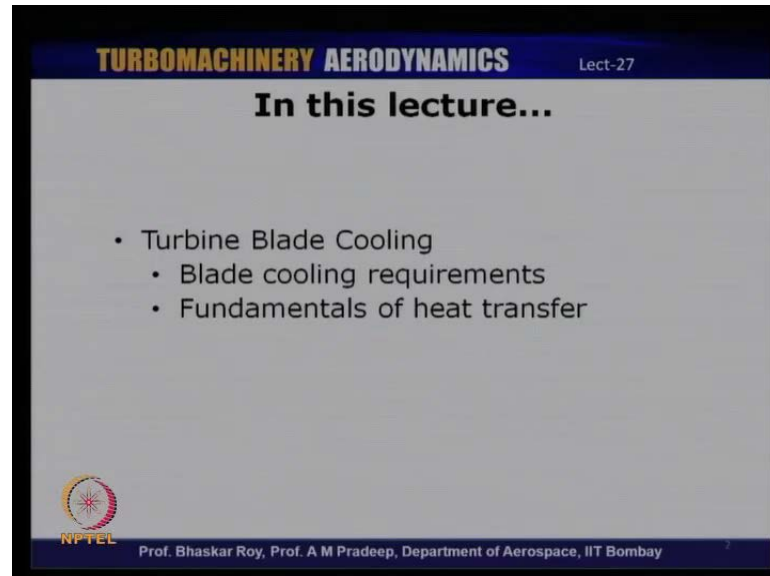 TURBOMACHINERY AERODYNAMICS Lect-27
In this lecture...
• Turbine Blade Cooling
• Blade cooling requirements
• Fundamentals of heat transfer
NPTEL
Prof. Bhaskar Roy, Prof. A M Pradeep, Department of Aerospace, IIT Bombay
2